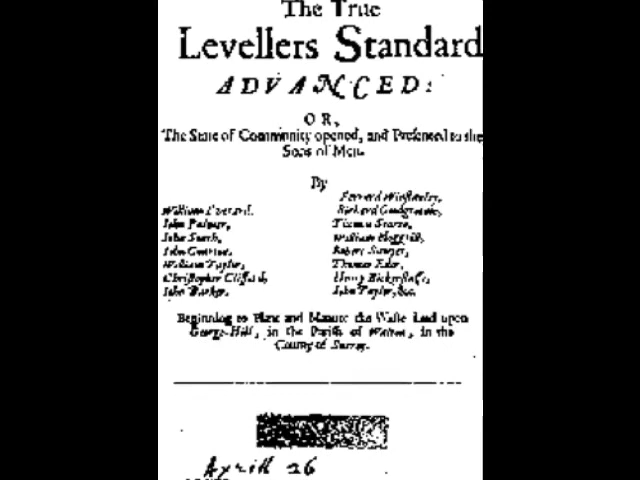 The True
Levellers Standard
ADVANCED:
OR,
The State of Community opened, and Presented to the
Sons of Men.
By
William Everard,
John Palmer,
John South,
John Courton,
William Taylor,
Christopher Clifford,
John Barker,
Jerrard Winstanley,
Richard Goodgroome,
Thomas Starre,
William Hoggrill,
Robert Sawyer,
Thomas Eder,
Henry Bickerstaffe,
John Taylor, &c.
Beginning to Plant and Manure the Waste land upon
George-Hill, in the Parish of Walton, in the
County of Surrey.
Aprill 26